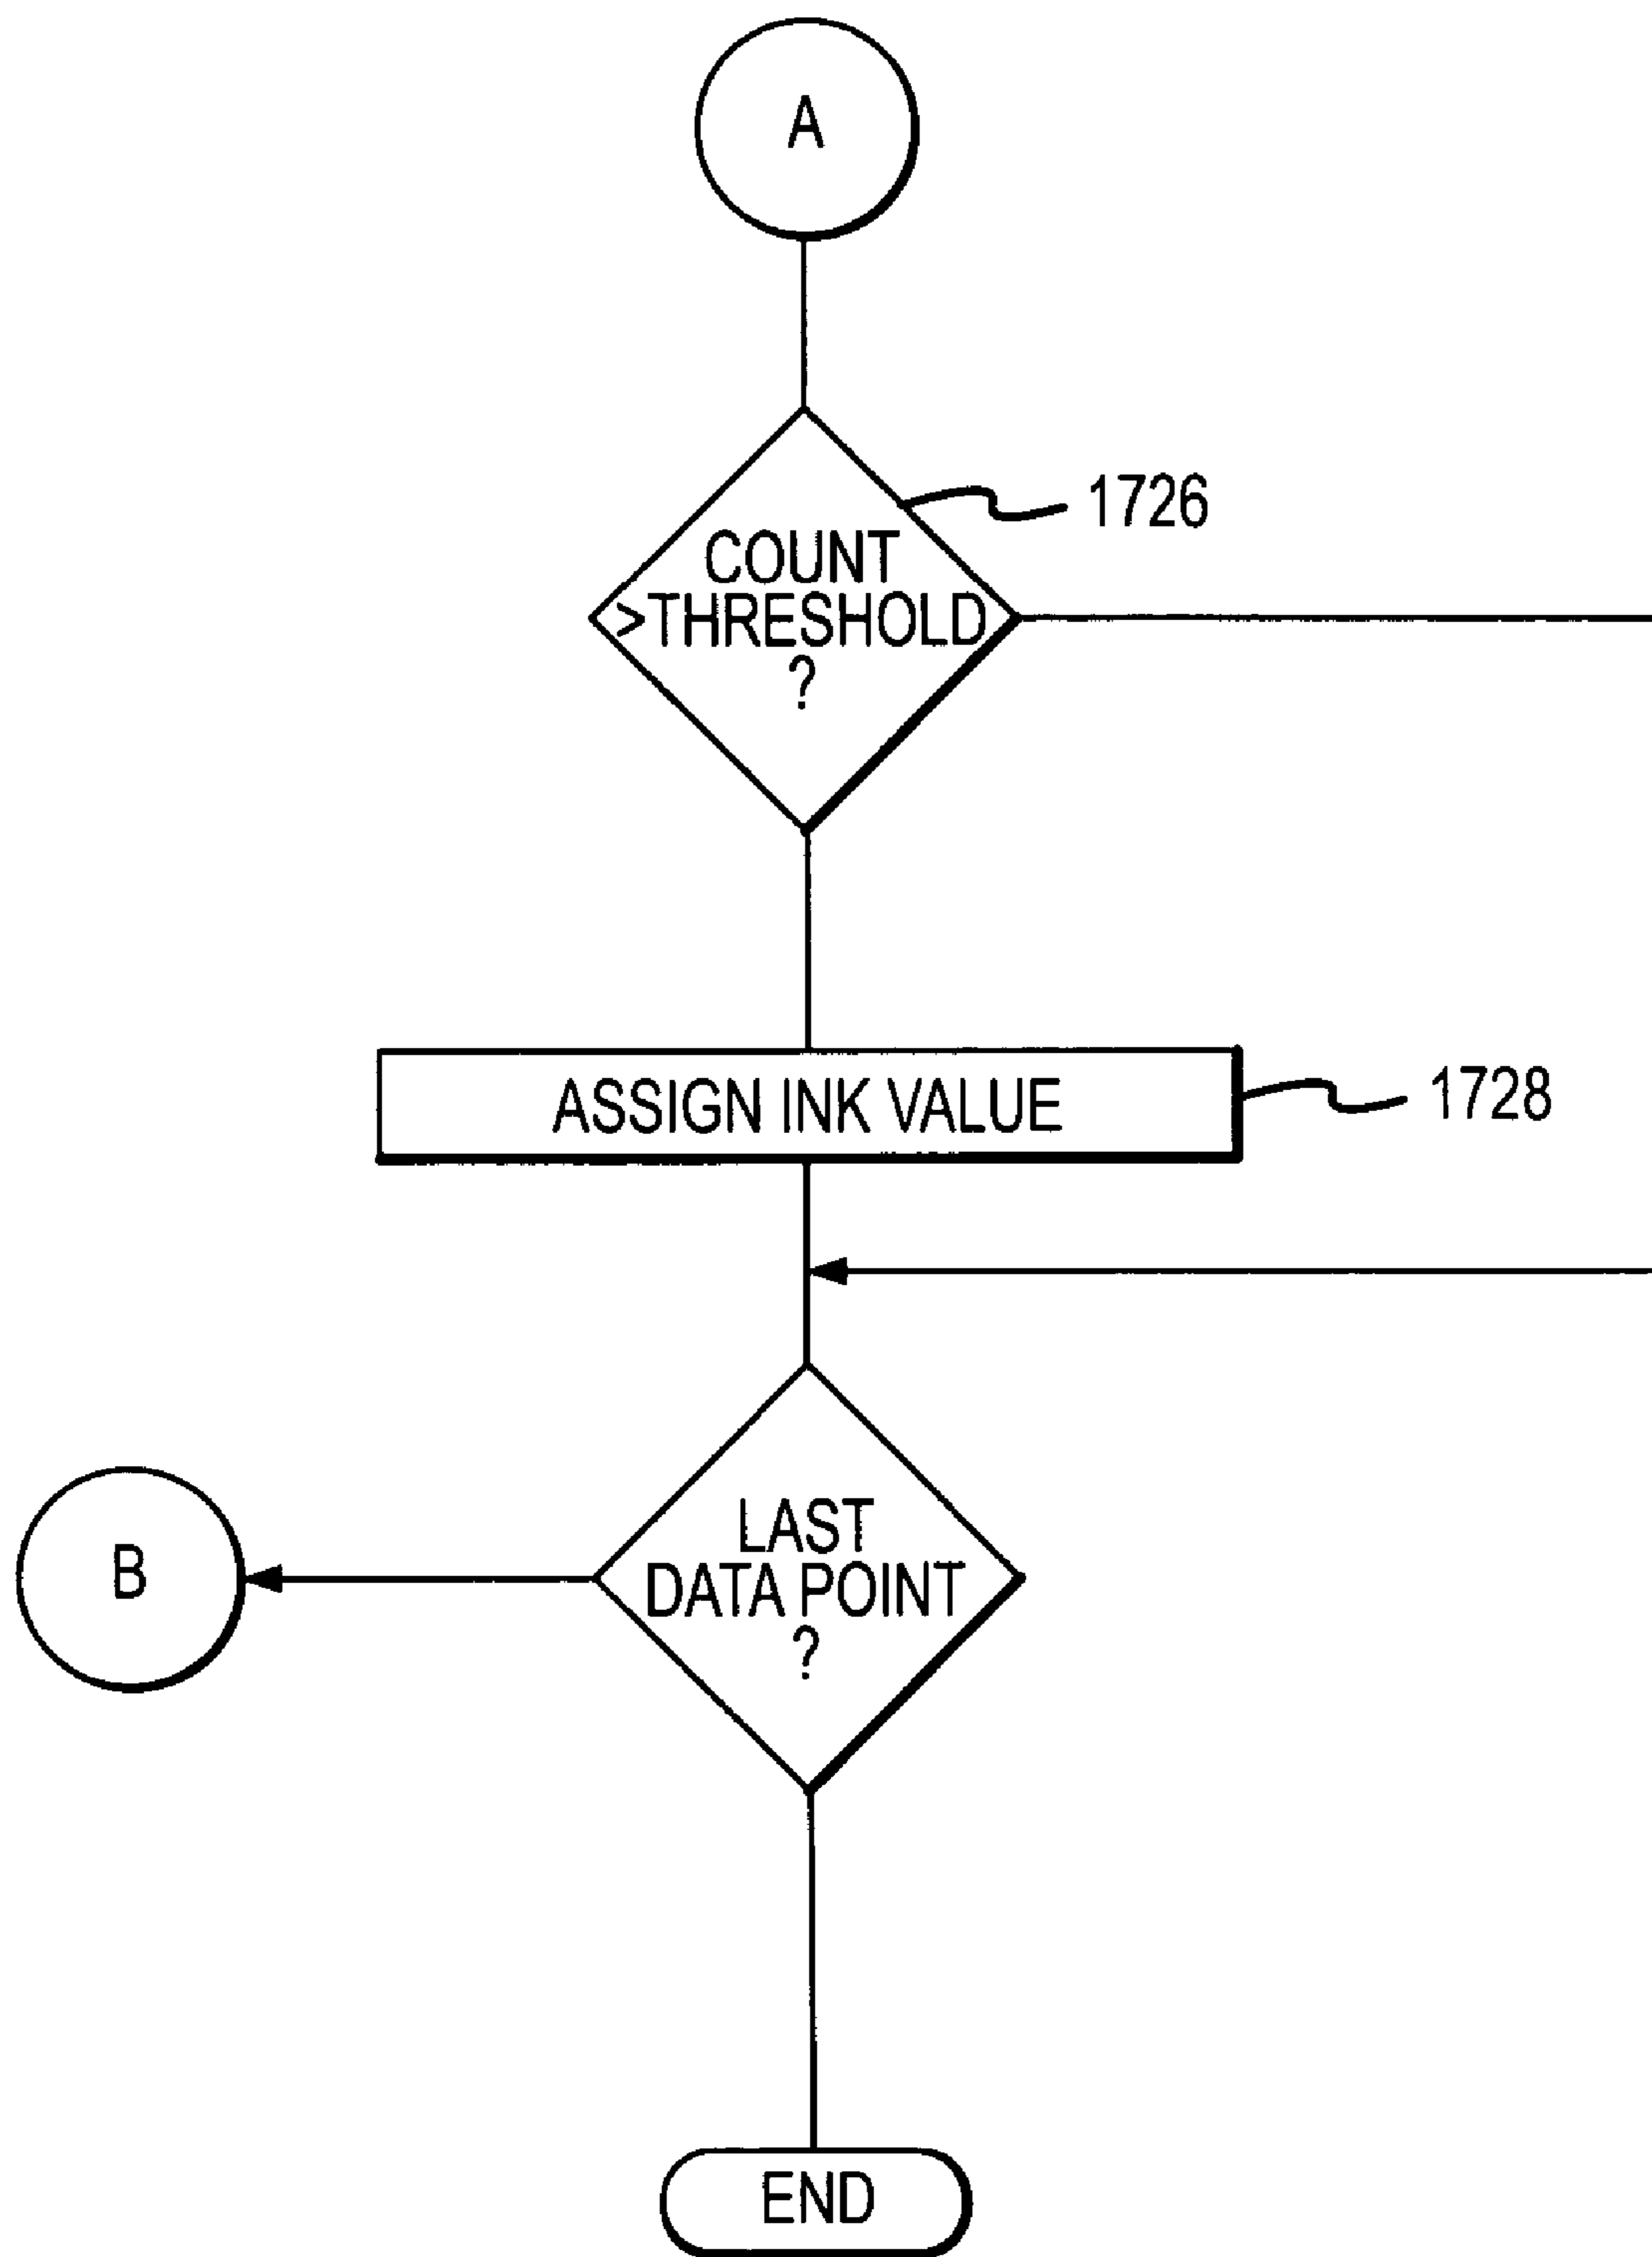 A
1726
COUNT
>THRESHOLD
?
ASSIGN INK VALUE
1728
LAST
DATA POINT
?
B
END